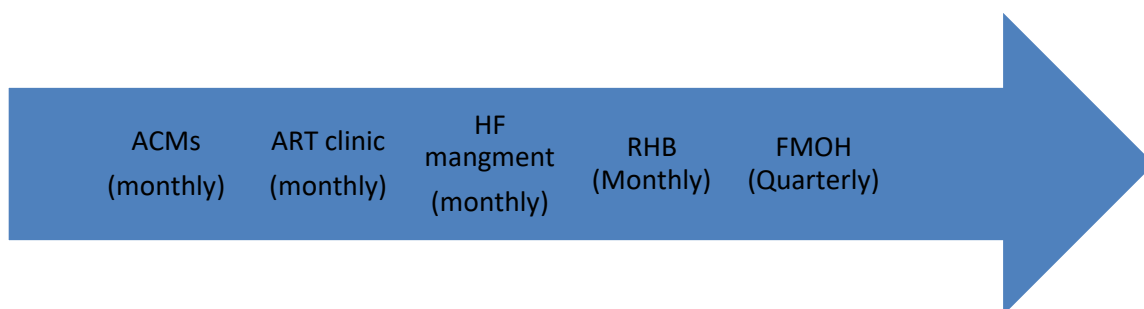 ACMs
(monthly)
ART clinic
(monthly)
HF
mangment
(monthly)
RHB
(Monthly)
FMOH
(Quarterly)